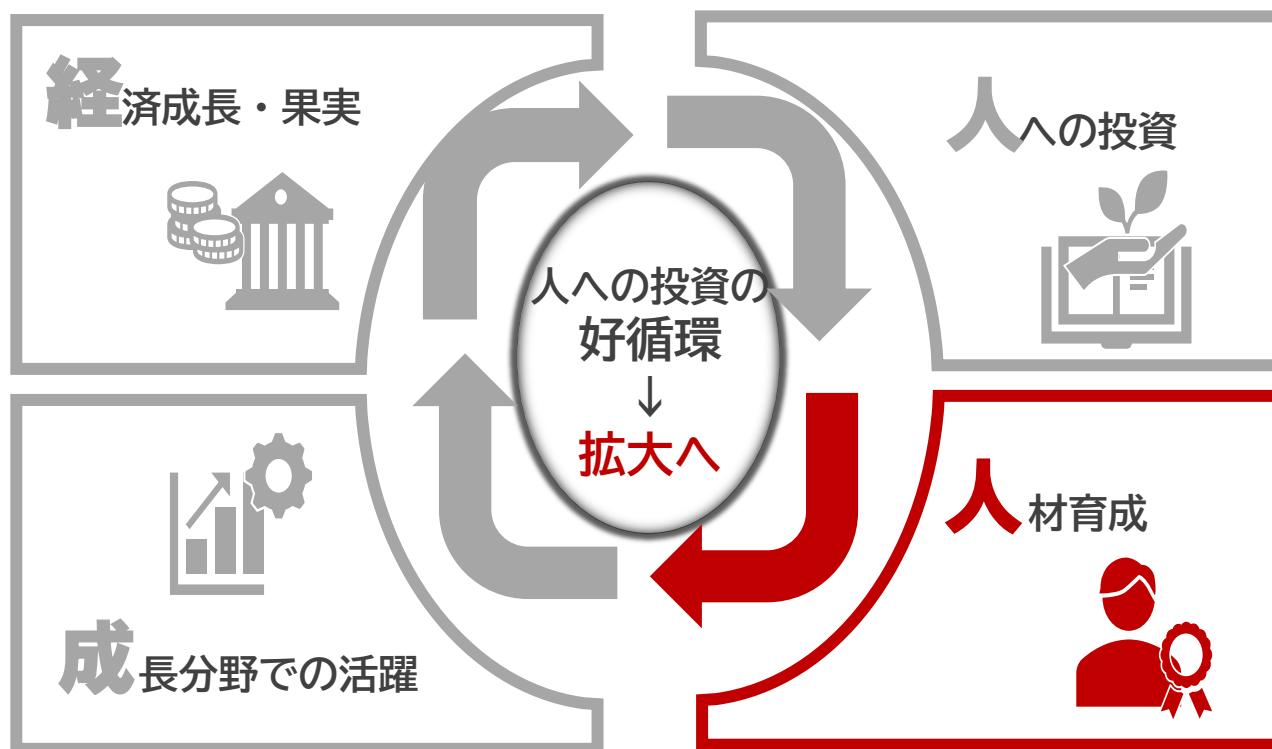 経済成長・果実
人への投資
人への投資の
好循環
↓
拡大へ
人材育成
成長分野での活躍